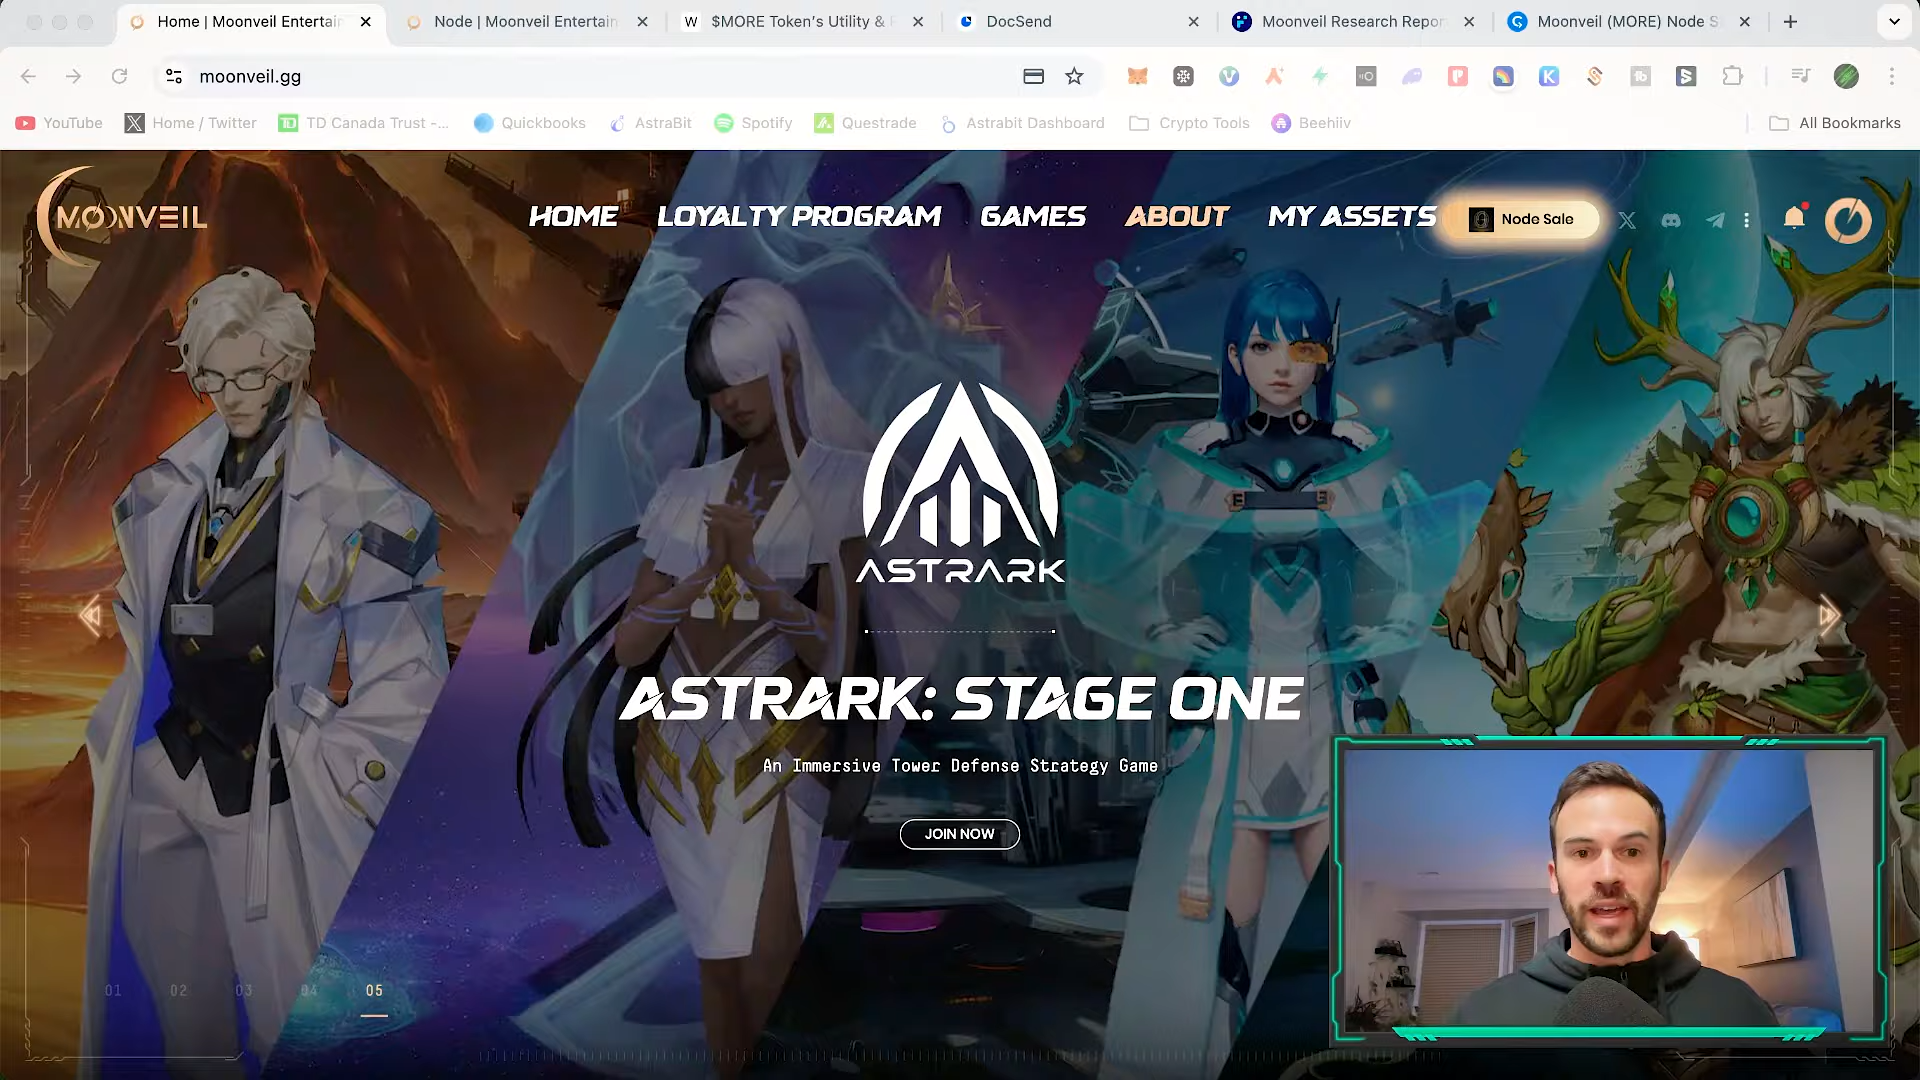 Home | Moonveil Entertain
Node | Moonveil Entertain
W $MORE Token's Utility &
DocSend
Moonveil Research Repor
Moonveil (MORE) Node S
moonveil.gg
YouTube
Home / Twitter
TD Canada Trust -...
Quickbooks
AstraBit
Spotify
Questrade
Astrabit Dashboard
Crypto Tools
Beehiiv
All Bookmarks
MOONVEIL
HOME
LOYALTY PROGRAM
GAMES
ABOUT
MY ASSETS
Node Sale
ASTRARK
ASTRARK: STAGE ONE
An Immersive Tower Defense Strategy Game
JOIN NOW
01 02 03 04 05